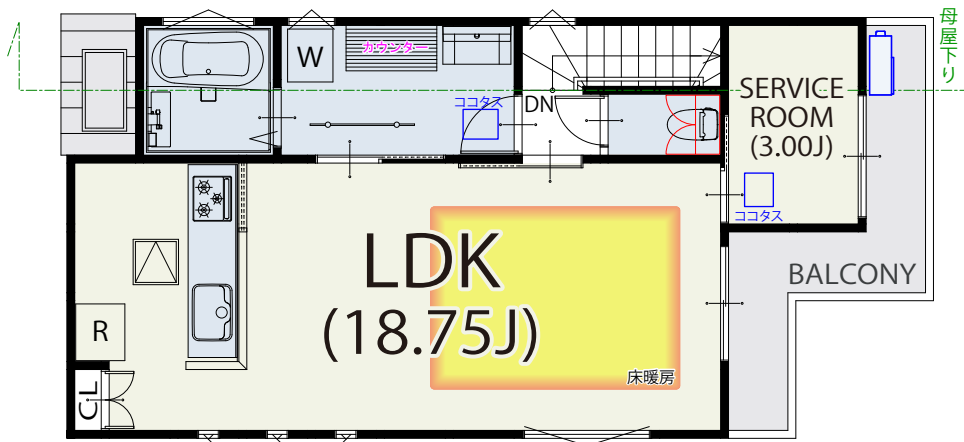 母屋下り
W
カウンター
ココタス
DN
SERVICE
ROOM
(3.00J)
ココタス
LDK
(18.75J)
BALCONY
R
床暖房
CL